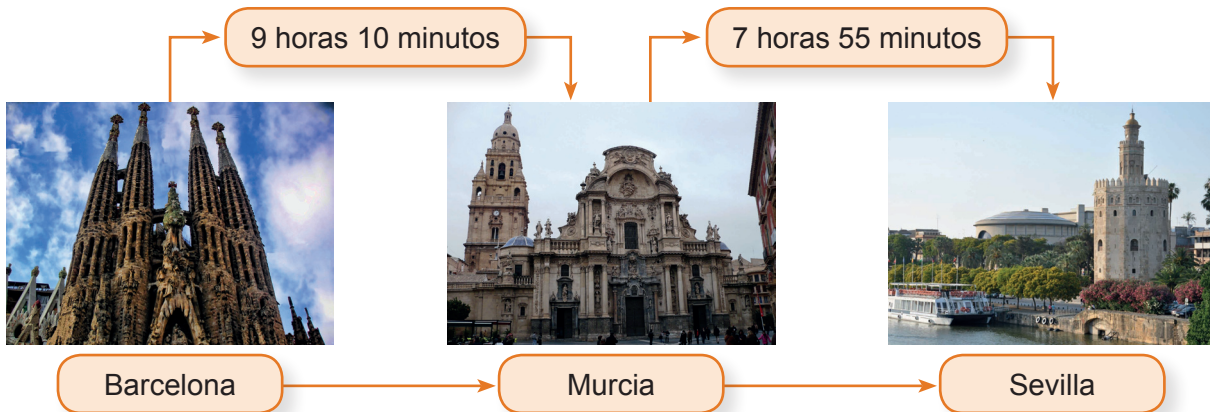 9 horas 10 minutos
7 horas 55 minutos
Barcelona
Murcia
Sevilla